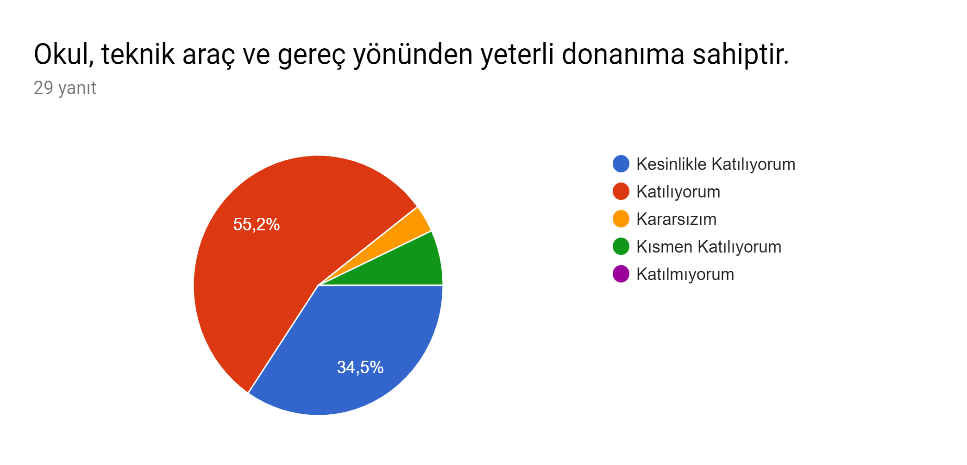 Okul, teknik araç ve gereç yönünden yeterli donanıma sahiptir.
29 yanıt
55,2%
34,5%
Kesinlikle Katılıyorum
Katılıyorum
Kararsızım
Kısmen Katılıyorum
Katılmıyorum